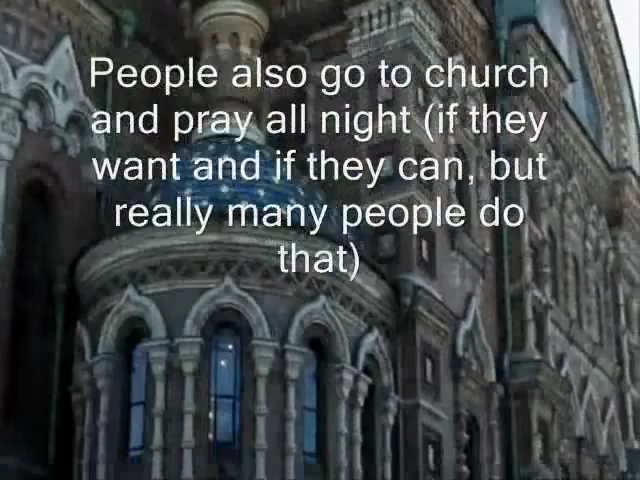 People also go to church
and pray all night (if they
want and if they can, but
really many people do
that)